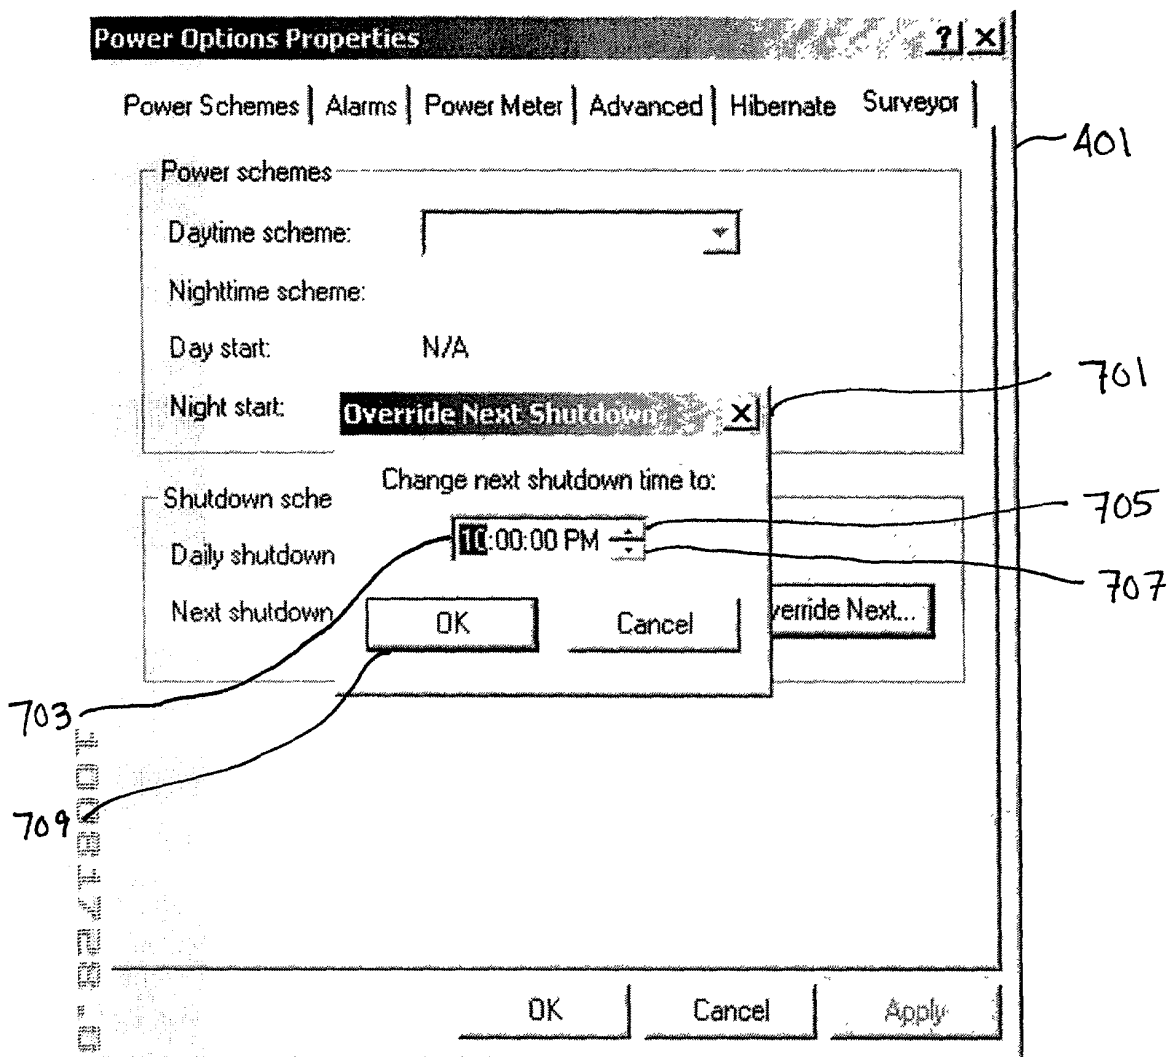 Power Options Properties ? X
Power Schemes | Alarms | Power Meter | Advanced | Hibernate Surveyor |
401
Power schemes
Daytime scheme:
Nighttime scheme:
Day start: N/A
701
Night start: Override Next Shutdown X
Change next shutdown time to:
Shutdown sche
705
10:00:00 PM
Daily shutdown
707
Next shutdown OK Cancel verride Next...
703
709
10081728.0
OK Cancel Apply